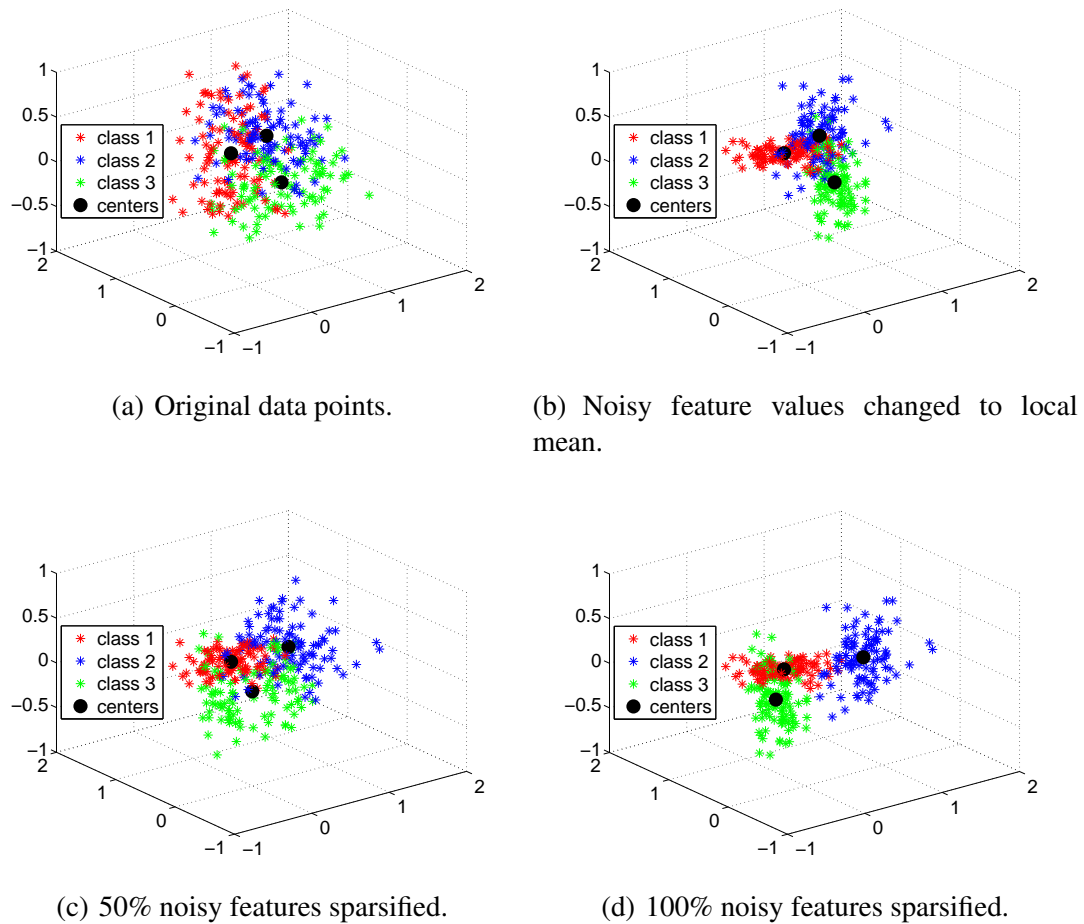 1
0.5
0
−0.5
−1
2
1
0
−1
−1
0
1
2
class 1
class 2
class 3
centers
(a) Original data points.
1
0.5
0
−0.5
−1
2
1
0
−1
−1
0
1
2
class 1
class 2
class 3
centers
(b) Noisy feature values changed to local
mean.
1
0.5
0
−0.5
−1
2
1
0
−1
−1
0
1
2
class 1
class 2
class 3
centers
(c) 50% noisy features sparsified.
1
0.5
0
−0.5
−1
2
1
0
−1
−1
0
1
2
class 1
class 2
class 3
centers
(d) 100% noisy features sparsified.